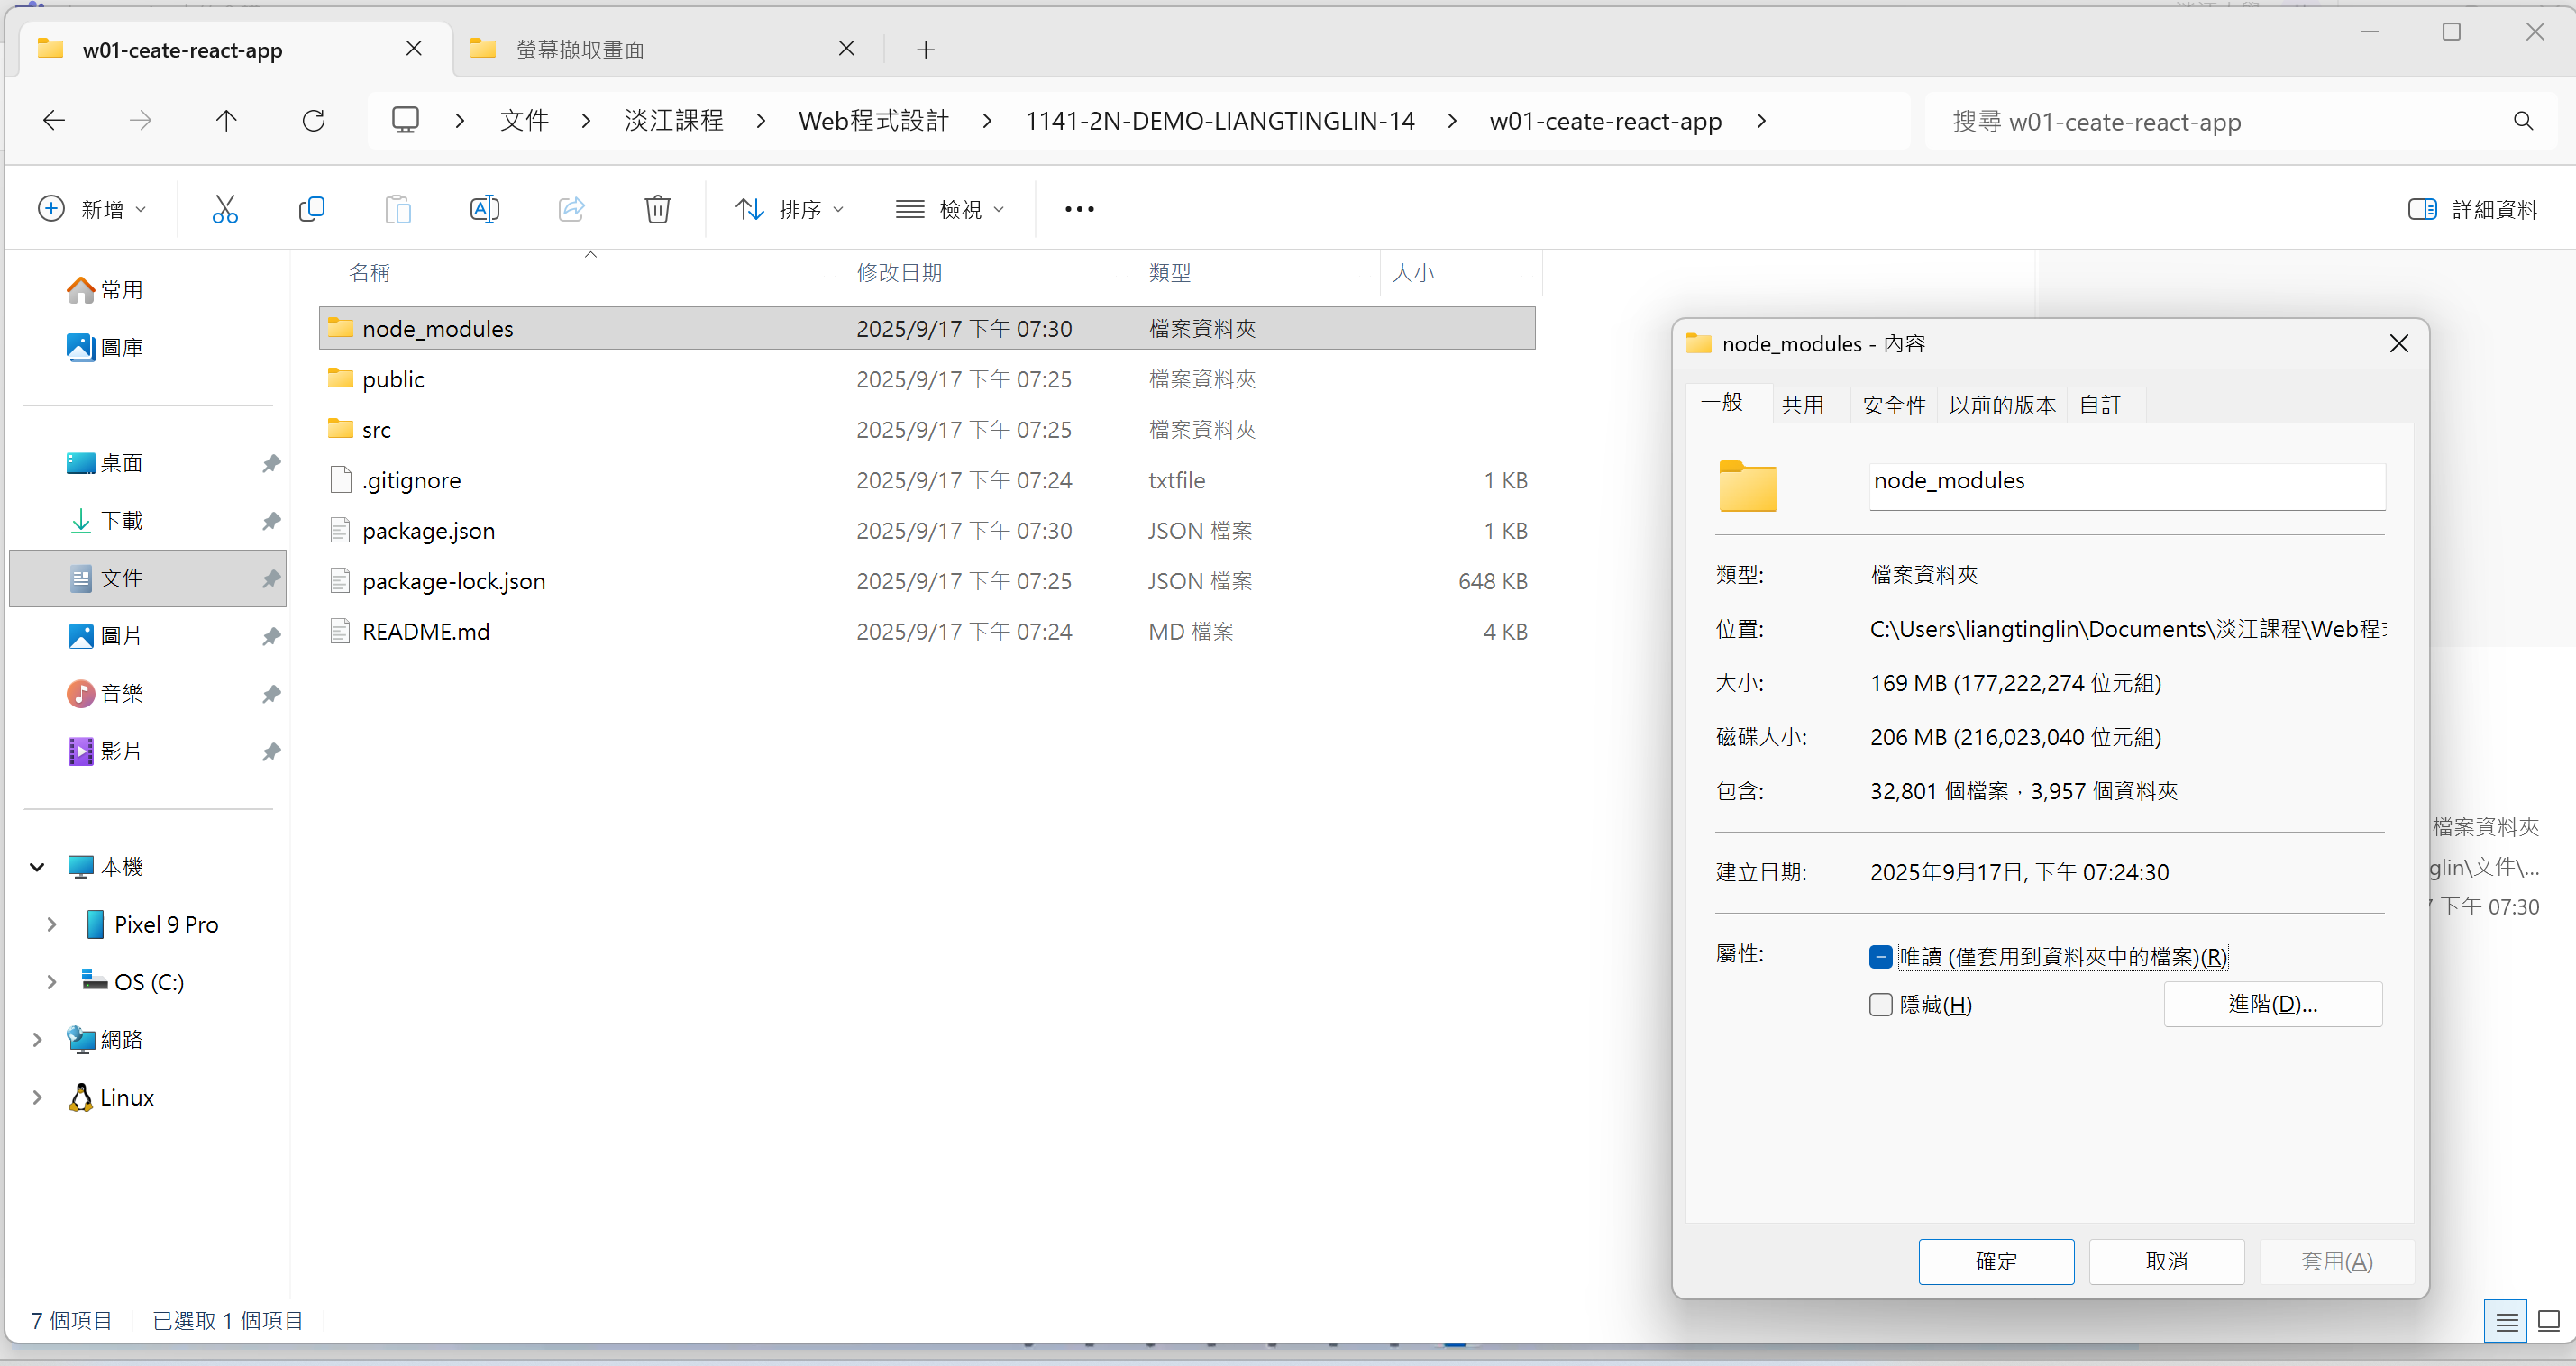 w01-ceate-react-app
螢幕擷取畫面
文件 > 淡江課程 > Web程式設計 > 1141-2N-DEMO-LIANGTINGLIN-14 > w01-ceate-react-app >
搜尋 w01-ceate-react-app
新增
排序
檢視
詳細資料
常用
圖庫
桌面
下載
文件
圖片
音樂
影片
本機
Pixel 9 Pro
OS (C:)
網路
Linux
名稱 修改日期 類型 大小
node_modules 2025/9/17 下午 07:30 檔案資料夾
public 2025/9/17 下午 07:25 檔案資料夾
src 2025/9/17 下午 07:25 檔案資料夾
.gitignore 2025/9/17 下午 07:24 txtfile 1 KB
package.json 2025/9/17 下午 07:30 JSON 檔案 1 KB
package-lock.json 2025/9/17 下午 07:25 JSON 檔案 648 KB
README.md 2025/9/17 下午 07:24 MD 檔案 4 KB
node_modules - 內容
一般 共用 安全性 以前的版本 自訂
node_modules
類型: 檔案資料夾
位置: C:\Users\liangtinglin\Documents\淡江課程\Web程
大小: 169 MB (177,222,274 位元組)
磁碟大小: 206 MB (216,023,040 位元組)
包含: 32,801 個檔案，3,957 個資料夾
建立日期: 2025年9月17日, 下午 07:24:30
屬性: 唯讀 (僅套用到資料夾中的檔案)(R)
隱藏(H)
進階(D)...
確定 取消 套用(A)
檔案資料夾
glin\文件\...
下午 07:30
7 個項目 已選取 1 個項目